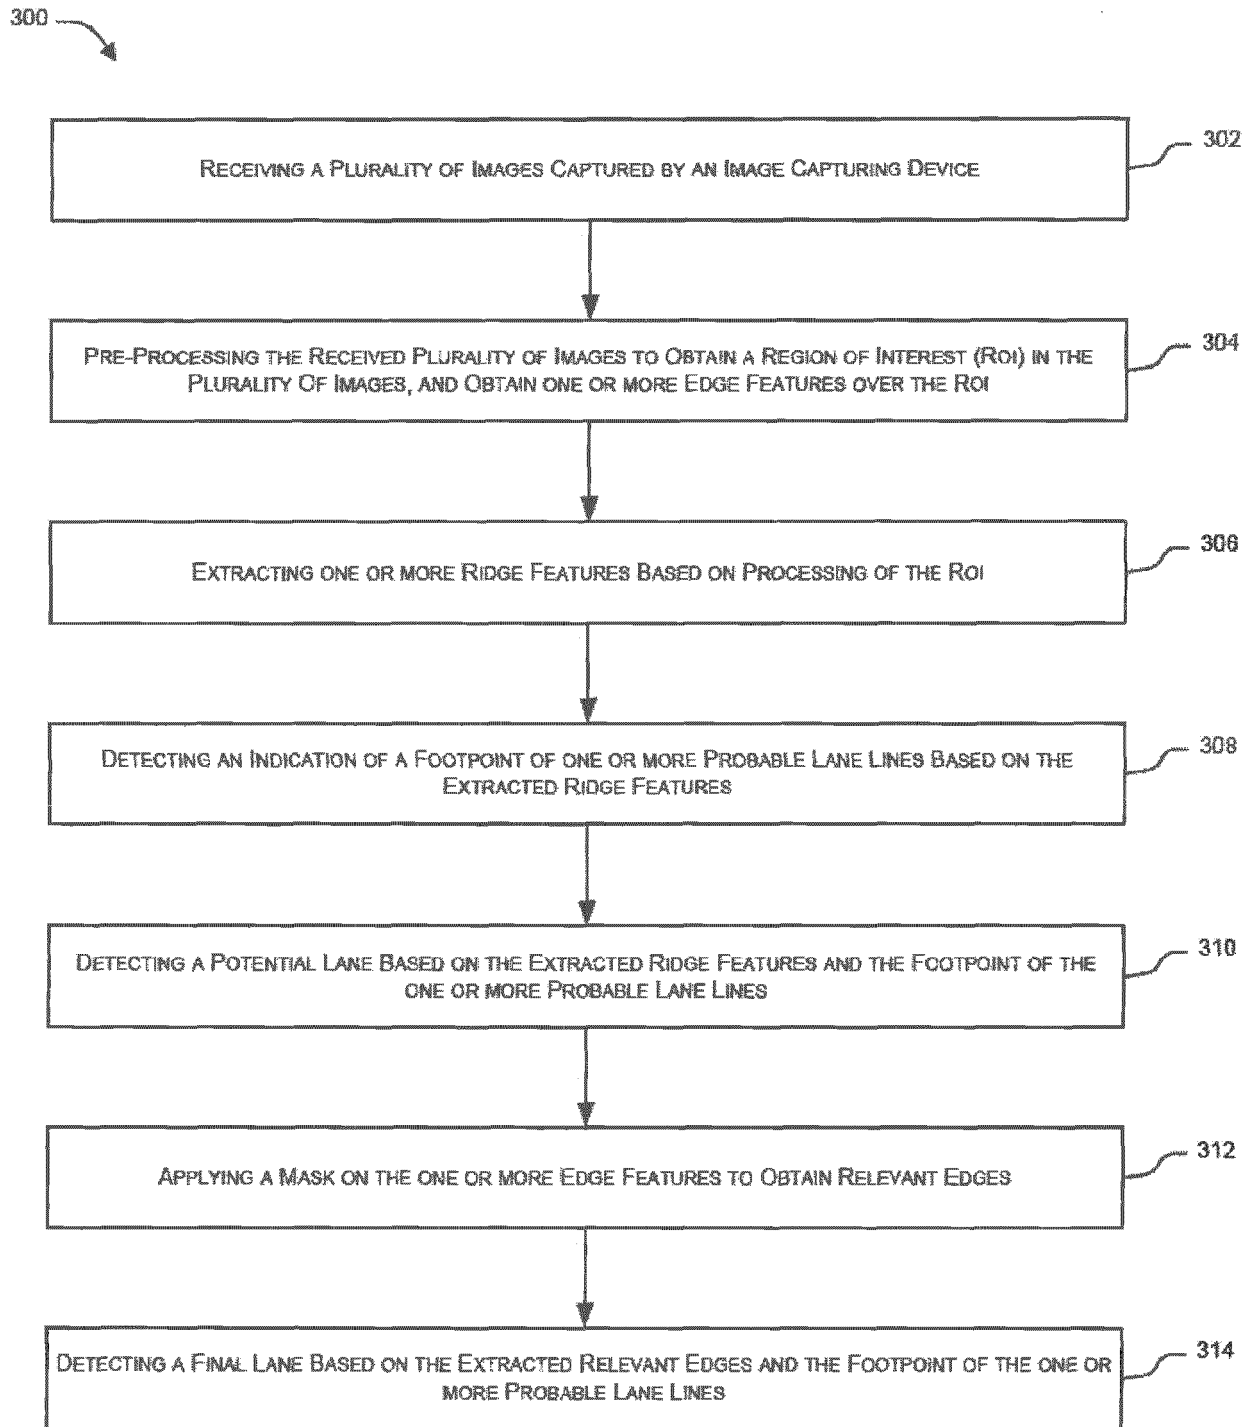 300
302
RECEIVING A PLURALITY OF IMAGES CAPTURED BY AN IMAGE CAPTURING DEVICE
304
PRE-PROCESSING THE RECEIVED PLURALITY OF IMAGES TO OBTAIN A REGION OF INTEREST (ROI) IN THE
PLURALITY OF IMAGES, AND OBTAIN ONE OR MORE EDGE FEATURES OVER THE ROI
306
EXTRACTING ONE OR MORE RIDGE FEATURES BASED ON PROCESSING OF THE ROI
308
DETECTING AN INDICATION OF A FOOTPOINT OF ONE OR MORE PROBABLE LANE LINES BASED ON THE
EXTRACTED RIDGE FEATURES
310
DETECTING A POTENTIAL LANE BASED ON THE EXTRACTED RIDGE FEATURES AND THE FOOTPOINT OF THE
ONE OR MORE PROBABLE LANE LINES
312
APPLYING A MASK ON THE ONE OR MORE EDGE FEATURES TO OBTAIN RELEVANT EDGES
314
DETECTING A FINAL LANE BASED ON THE EXTRACTED RELEVANT EDGES AND THE FOOTPOINT OF THE ONE OR
MORE PROBABLE LANE LINES